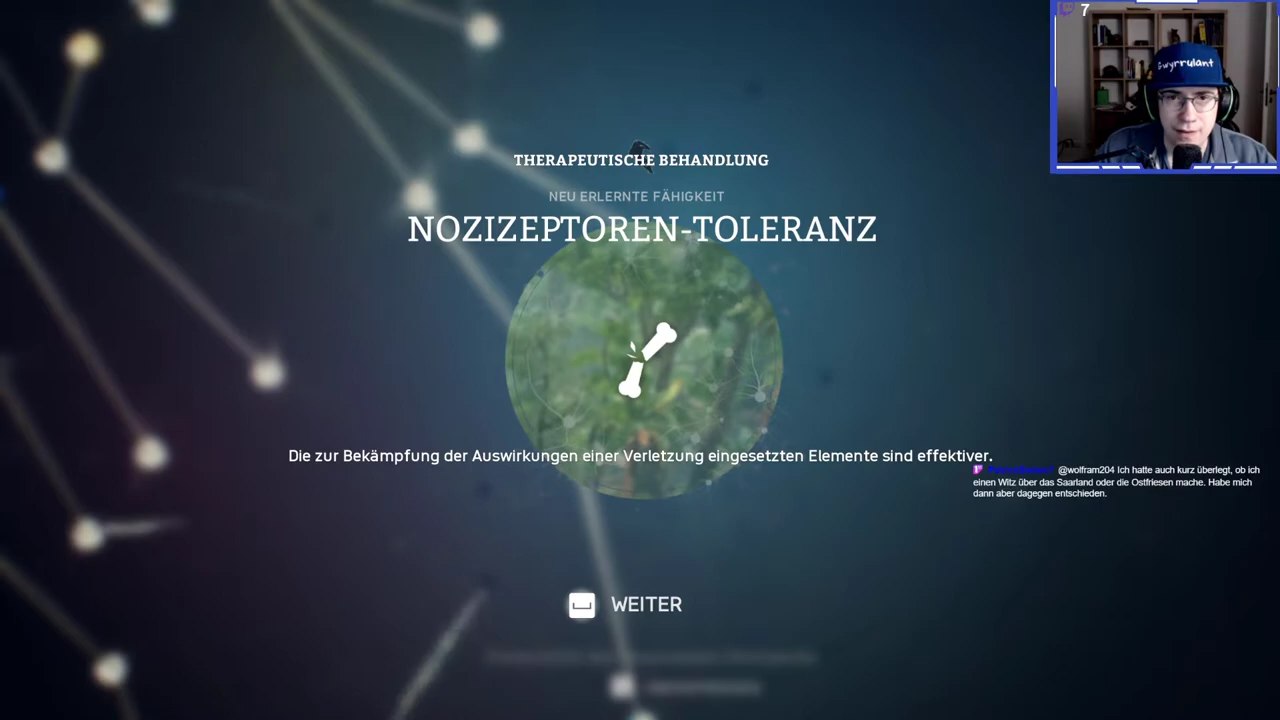 7
Gwyrrulant
THERAPEUTISCHE BEHANDLUNG
NEU ERLERNTE FÄHIGKEIT
NOZIZEPTOREN-TOLERANZ
Die zur Bekämpfung der Auswirkungen einer Verletzung eingesetzten Elemente sind effektiver.
@wolfram204 Ich hatte auch kurz überlegt, ob ich
einen Witz über das Saarland oder die Ostfriesen mache. Habe mich
dann aber dagegen entschieden.
WEITER